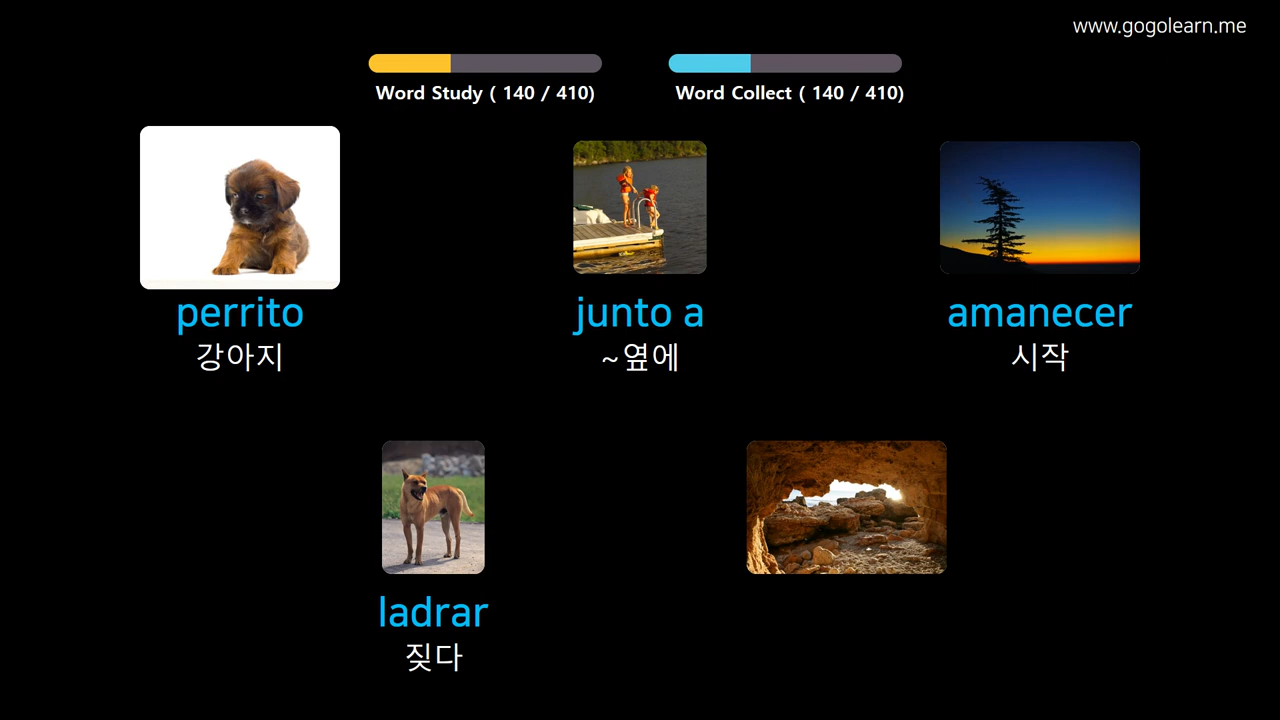 www.gogolearn.me
Word Study ( 140 / 410)
Word Collect ( 140 / 410)
perrito
강아지
junto a
~옆에
amanecer
시작
ladrar
짖다